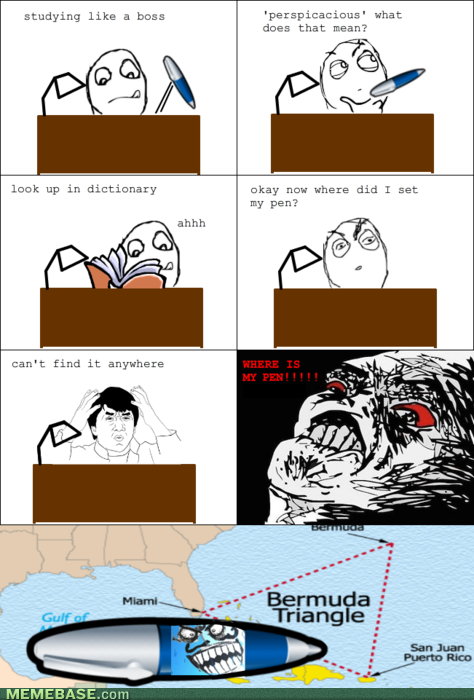 studying like a boss
'perspicacious' what
does that mean?
look up in dictionary
ahhh
okay now where did I set
my pen?
can't find it anywhere
WHERE IS
MY PEN!!!!!
Bermuda
Miami
Bermuda
Triangle
Gulf of
San Juan
Puerto Rico
MEMEBASE.com